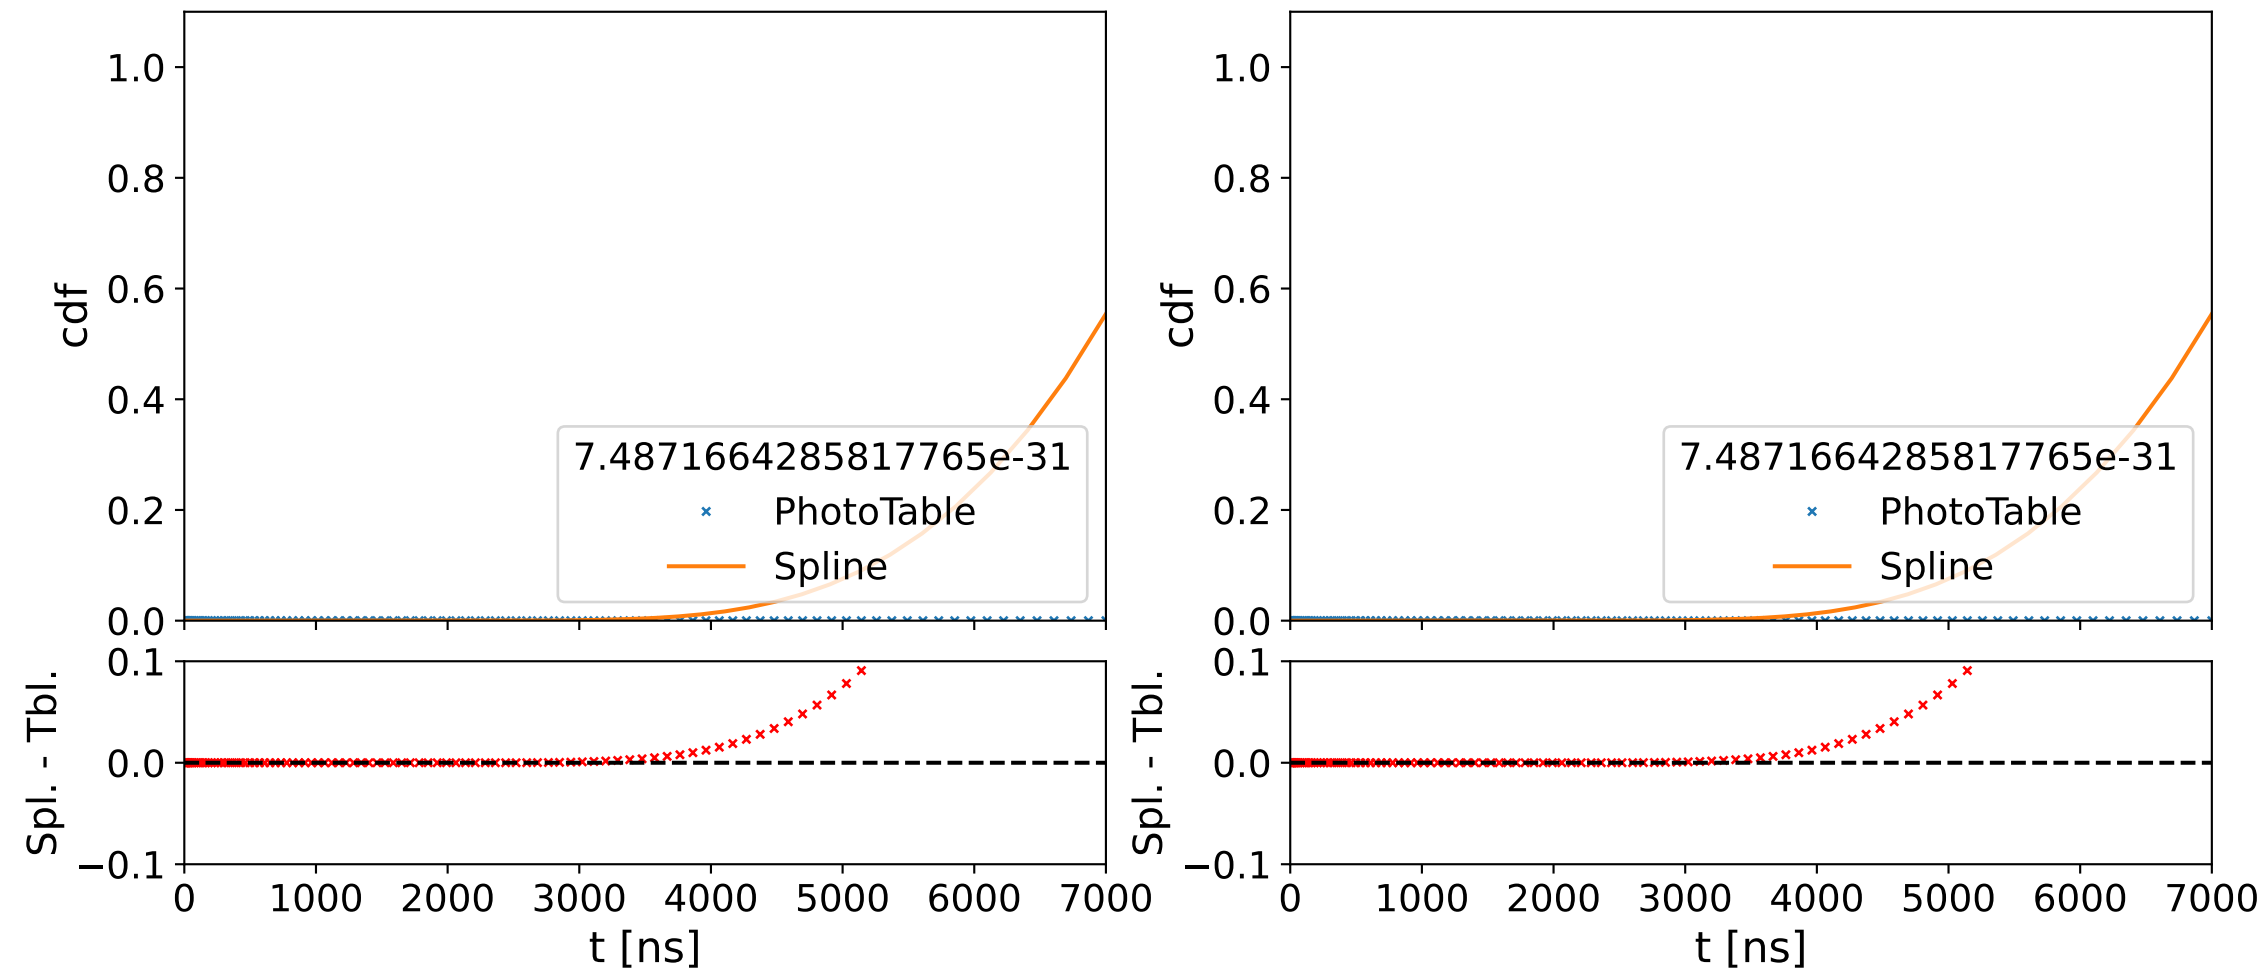 cdf
1.0
0.8
0.6
0.4
0.2
0.0
7.4871664285817765e-31
PhotoTable
Spline
Spl. - Tbl.
0.1
0.0
−0.1
0 1000 2000 3000 4000 5000 6000 7000
t [ns]
cdf
1.0
0.8
0.6
0.4
0.2
0.0
7.4871664285817765e-31
PhotoTable
Spline
Spl. - Tbl.
0.1
0.0
−0.1
0 1000 2000 3000 4000 5000 6000 7000
t [ns]